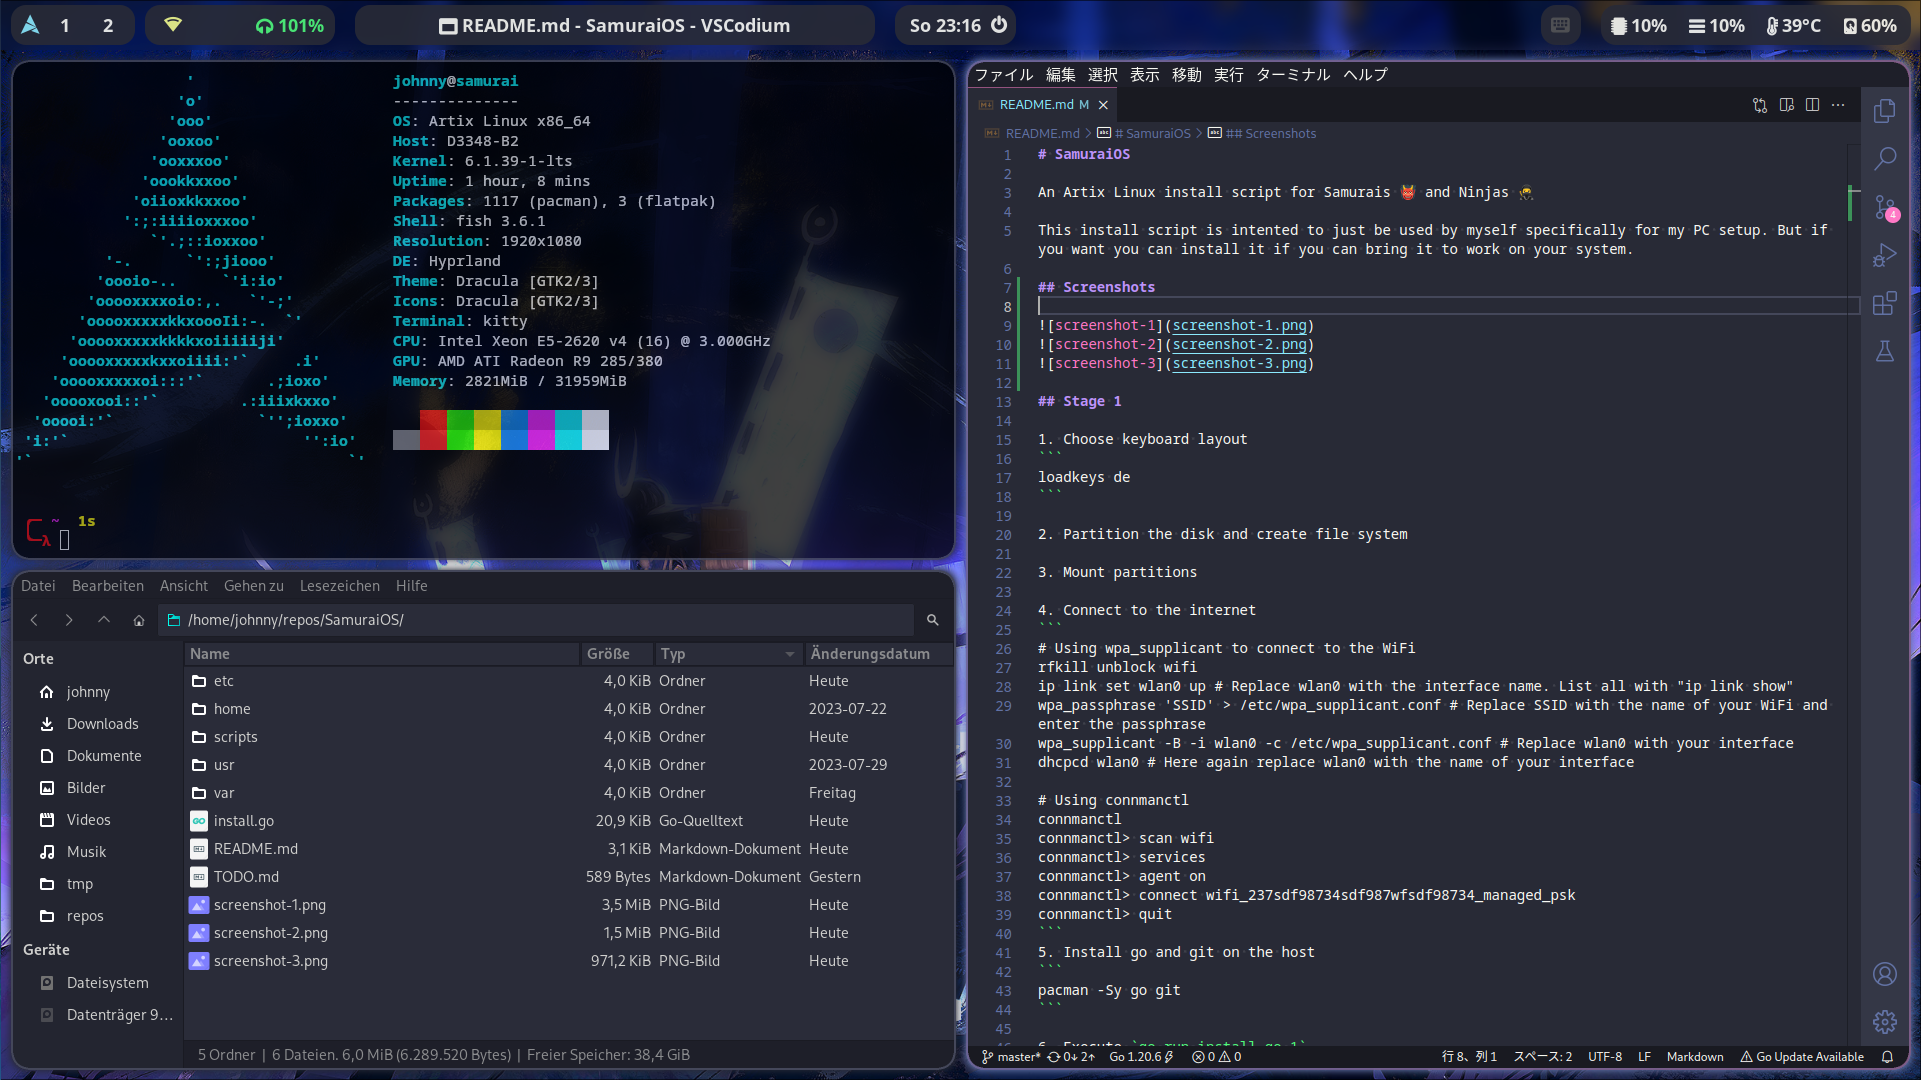 1 2
101%
README.md - SamuraiOS - VSCodium
So 23:16
10% 10% 39°C 60%
johnny@samurai
--------------
OS: Artix Linux x86_64
Host: D3348-B2
Kernel: 6.1.39-1-lts
Uptime: 1 hour, 8 mins
Packages: 1117 (pacman), 3 (flatpak)
Shell: fish 3.6.1
Resolution: 1920x1080
DE: Hyprland
Theme: Dracula [GTK2/3]
Icons: Dracula [GTK2/3]
Terminal: kitty
CPU: Intel Xeon E5-2620 v4 (16) @ 3.000GHz
GPU: AMD ATI Radeon R9 285/380
Memory: 2821MiB / 31959MiB
~ 1s
λ
Datei Bearbeiten Ansicht Gehen zu Lesezeichen Hilfe
/home/johnny/repos/SamuraiOS/
Orte
johnny
Downloads
Dokumente
Bilder
Videos
Musik
tmp
repos
Geräte
Dateisystem
Datenträger 9…
Name Größe Typ Änderungsdatum
etc 4,0 KiB Ordner Heute
home 4,0 KiB Ordner 2023-07-22
scripts 4,0 KiB Ordner Heute
usr 4,0 KiB Ordner 2023-07-29
var 4,0 KiB Ordner Freitag
install.go 20,9 KiB Go-Quelltext Heute
README.md 3,1 KiB Markdown-Dokument Heute
TODO.md 589 Bytes Markdown-Dokument Gestern
screenshot-1.png 3,5 MiB PNG-Bild Heute
screenshot-2.png 1,5 MiB PNG-Bild Heute
screenshot-3.png 971,2 KiB PNG-Bild Heute
5 Ordner | 6 Dateien. 6,0 MiB (6.289.520 Bytes) | Freier Speicher: 38,4 GiB
ファイル 編集 選択 表示 移動 実行 ターミナル ヘルプ
README.md M
README.md > # SamuraiOS > ## Screenshots
1 # SamuraiOS
2
3 An Artix Linux install script for Samurais 👹 and Ninjas 🥷
4
5 This install script is intented to just be used by myself specifically for my PC setup. But if
you want you can install it if you can bring it to work on your system.
6
7 ## Screenshots
8
9 ![screenshot-1](screenshot-1.png)
10 ![screenshot-2](screenshot-2.png)
11 ![screenshot-3](screenshot-3.png)
12
13 ## Stage 1
14
15 1. Choose keyboard layout
16 ```
17 loadkeys de
18 ```
19
20 2. Partition the disk and create file system
21
22 3. Mount partitions
23
24 4. Connect to the internet
25 ```
26 # Using wpa_supplicant to connect to the WiFi
27 rfkill unblock wifi
28 ip link set wlan0 up # Replace wlan0 with the interface name. List all with "ip link show"
29 wpa_passphrase 'SSID' > /etc/wpa_supplicant.conf # Replace SSID with the name of your WiFi and
enter the passphrase
30 wpa_supplicant -B -i wlan0 -c /etc/wpa_supplicant.conf # Replace wlan0 with your interface
31 dhcpcd wlan0 # Here again replace wlan0 with the name of your interface
32
33 # Using connmanctl
34 connmanctl
35 connmanctl> scan wifi
36 connmanctl> services
37 connmanctl> agent on
38 connmanctl> connect wifi_237sdf98734sdf987wfsdf98734_managed_psk
39 connmanctl> quit
40 ```
41 5. Install go and git on the host
42 ```
43 pacman -Sy go git
44 ```
45
46 6. Execute `go run install.go 1`
4
master* 0↓ 2↑ Go 1.20.6 0 0 行 8、列 1 スペース: 2 UTF-8 LF Markdown Go Update Available